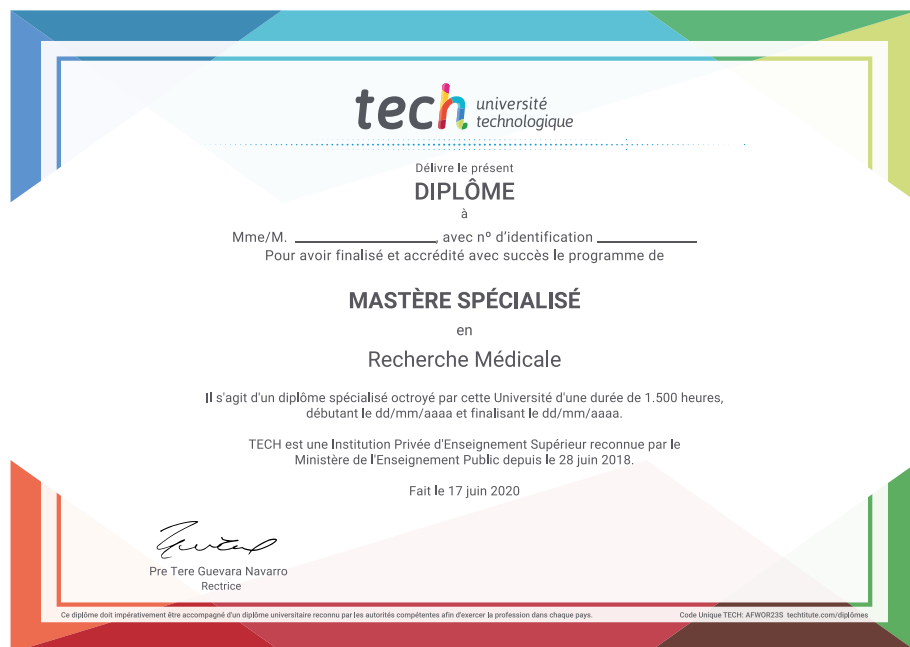 tech université
technologique
Délivre le présent
DIPLÔME
à
Mme/M. ____________, avec nº d'identification ____________
Pour avoir finalisé et accrédité avec succès le programme de
MASTÈRE SPÉCIALISÉ
en
Recherche Médicale
Il s'agit d'un diplôme spécialisé octroyé par cette Université d'une durée de 1.500 heures,
débutant le dd/mm/aaaa et finalisant le dd/mm/aaaa.
TECH est une Institution Privée d'Enseignement Supérieur reconnue par le
Ministère de l'Enseignement Public depuis le 28 juin 2018.
Fait le 17 juin 2020
Pre Tere Guevara Navarro
Rectrice
Ce diplôme doit impérativement être accompagné d'un diplôme universitaire reconnu par les autorités compétentes afin d'exercer la profession dans chaque pays.
Code Unique TECH: AFWOR23S techtitute.com/diplômes